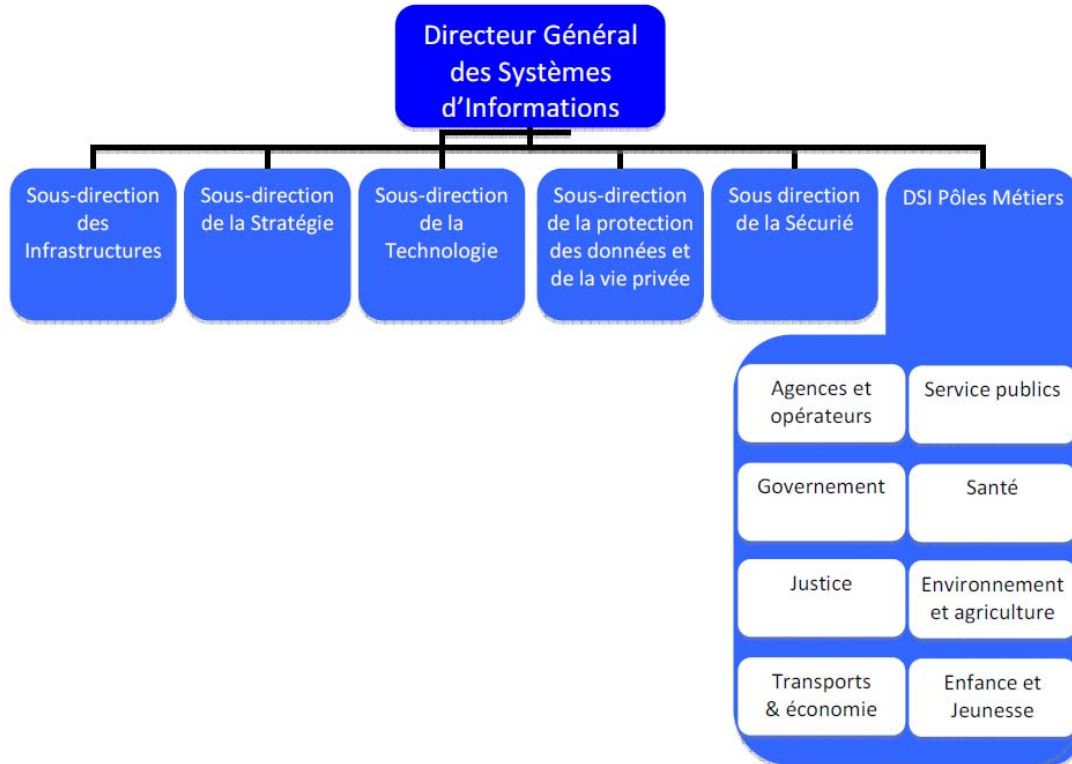 Directeur Général
des Systèmes
d’Informations
Sous-direction
des
Infrastructures
Sous-direction
de la Stratégie
Sous-direction
de la
Technologie
Sous-direction
de la protection
des données et
de la vie privée
Sous direction
de la Sécurié
DSI Pôles Métiers
Agences et
opérateurs
Service publics
Governement
Santé
Justice
Environnement
et agriculture
Transports
& économie
Enfance et
Jeunesse